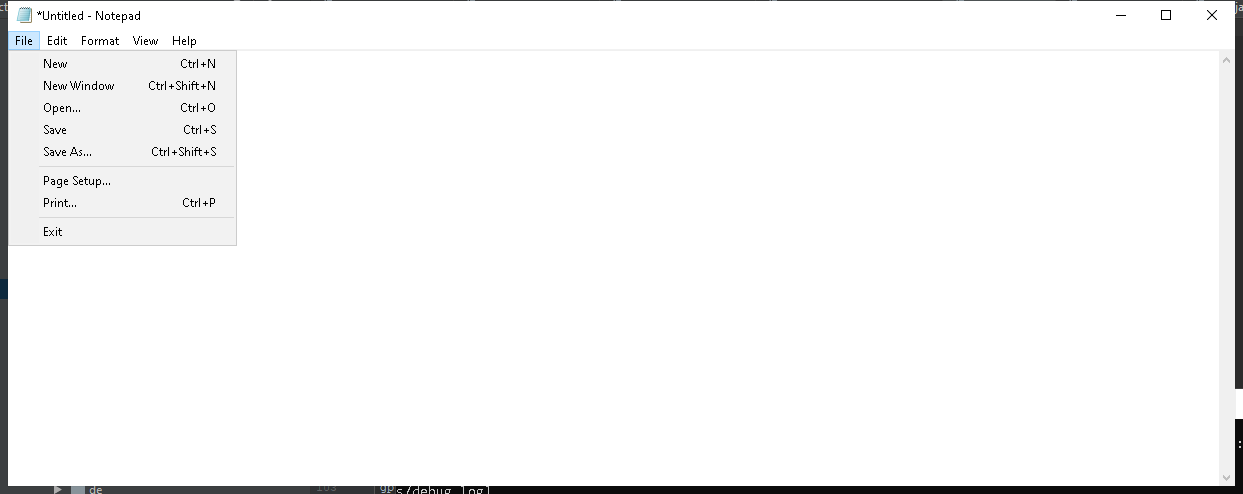 *Untitled - Notepad
File Edit Format View Help
New Ctrl+N
New Window Ctrl+Shift+N
Open... Ctrl+O
Save Ctrl+S
Save As... Ctrl+Shift+S
Page Setup...
Print... Ctrl+P
Exit
de 103 s/debug.log]